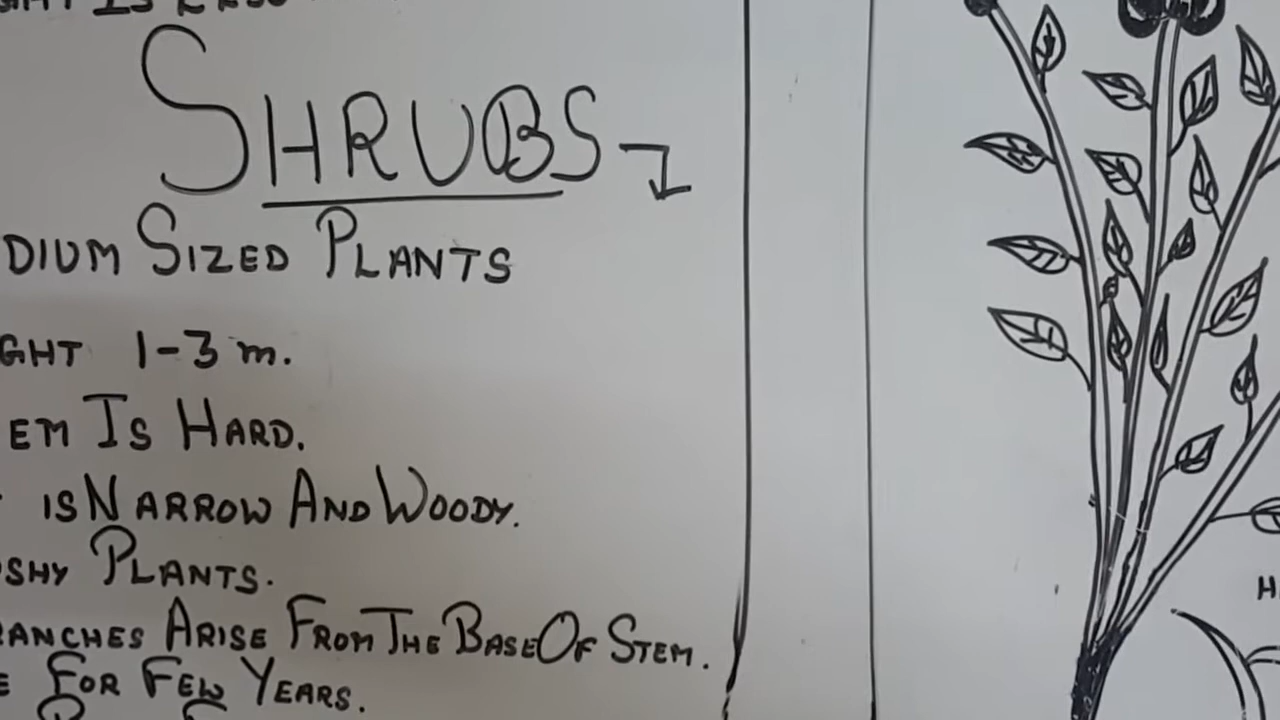 SHRUBS
DIUM SIZED PLANTS
GHT 1-3 m.
EM IS HARD.
IS NARROW AND WOODY.
SHY PLANTS.
RANCHES ARISE FROM THE BASE OF STEM.
E FOR FEW YEARS.
H